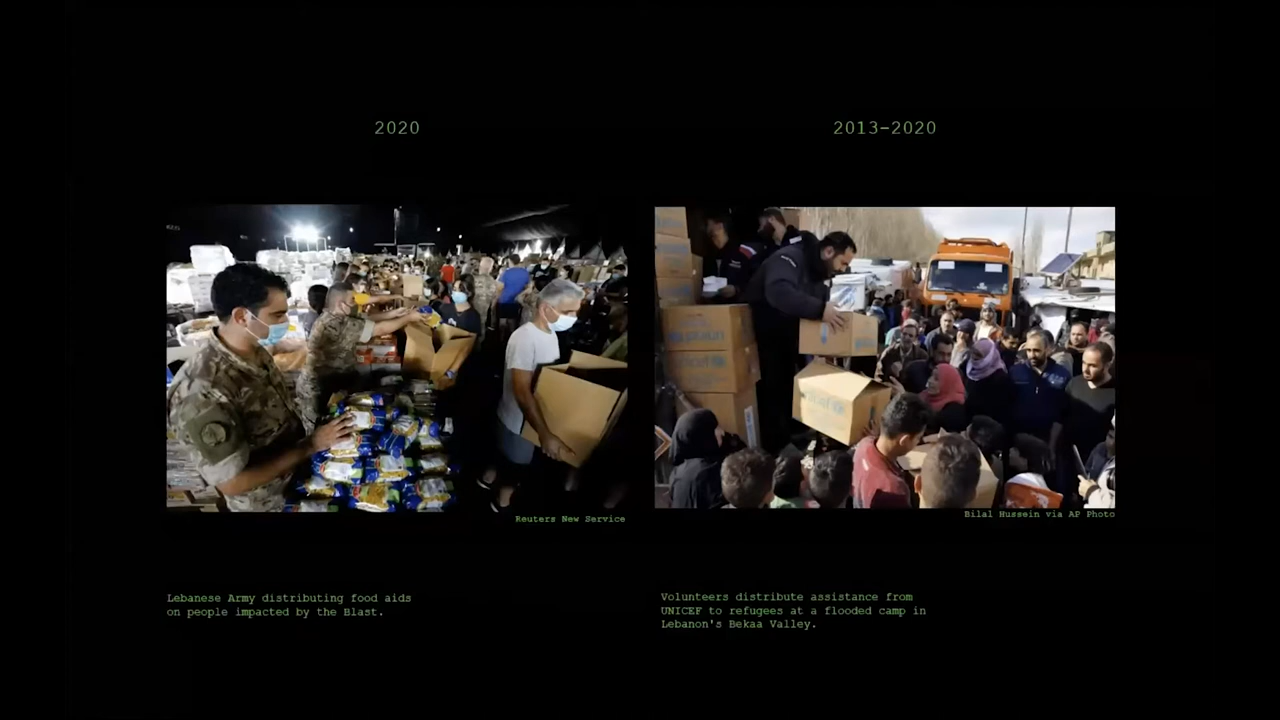 2020
2013-2020
unicef
Reuters New Service
Bilal Hussein via AP Photo
Lebanese Army distributing food aids
on people impacted by the Blast.
Volunteers distribute assistance from
UNICEF to refugees at a flooded camp in
Lebanon's Bekaa Valley.